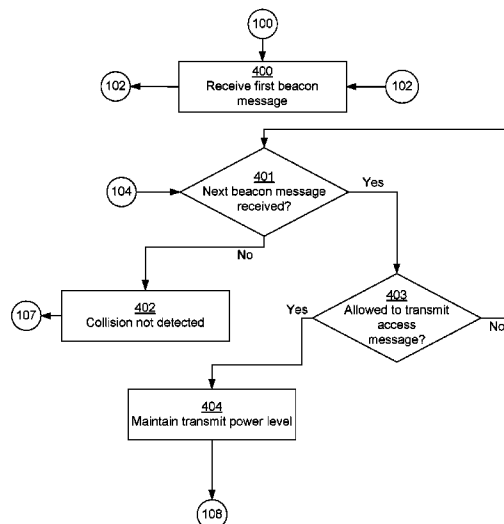 100
400
102
Receive first beacon
message
102
401
104
Next beacon message
received?
Yes
No
402
107
Collision not detected
403
Yes
Allowed to transmit
access
message?
No
404
Maintain transmit power level
108